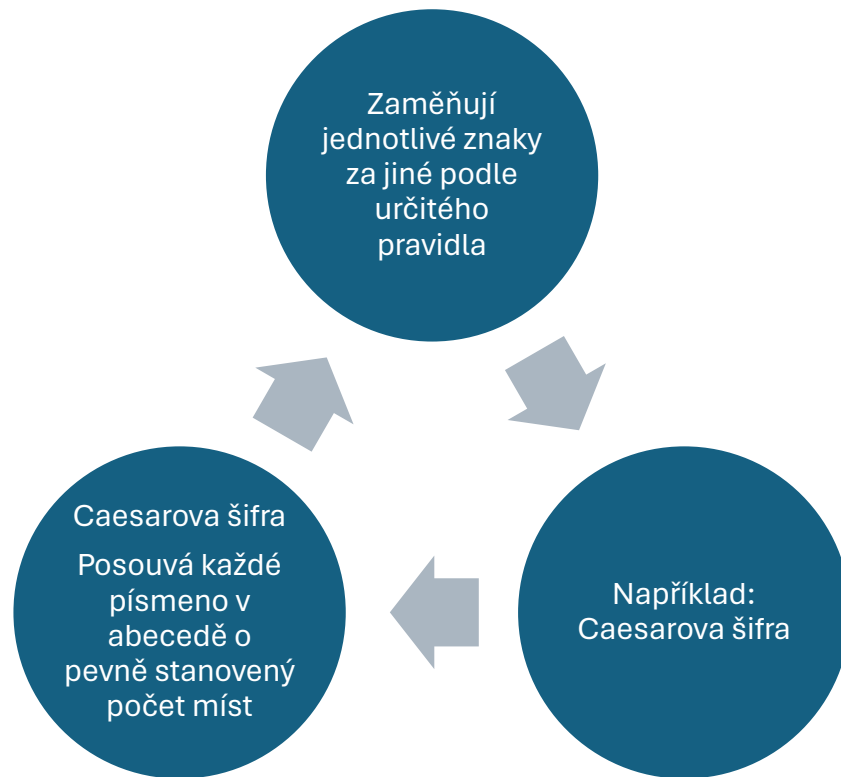 Zaměňují
jednotlivé znaky
za jiné podle
určitého
pravidla
Například:
Caesarova šifra
Caesarova šifra
Posouvá každé
písmeno v
abecedě o
pevně stanovený
počet míst